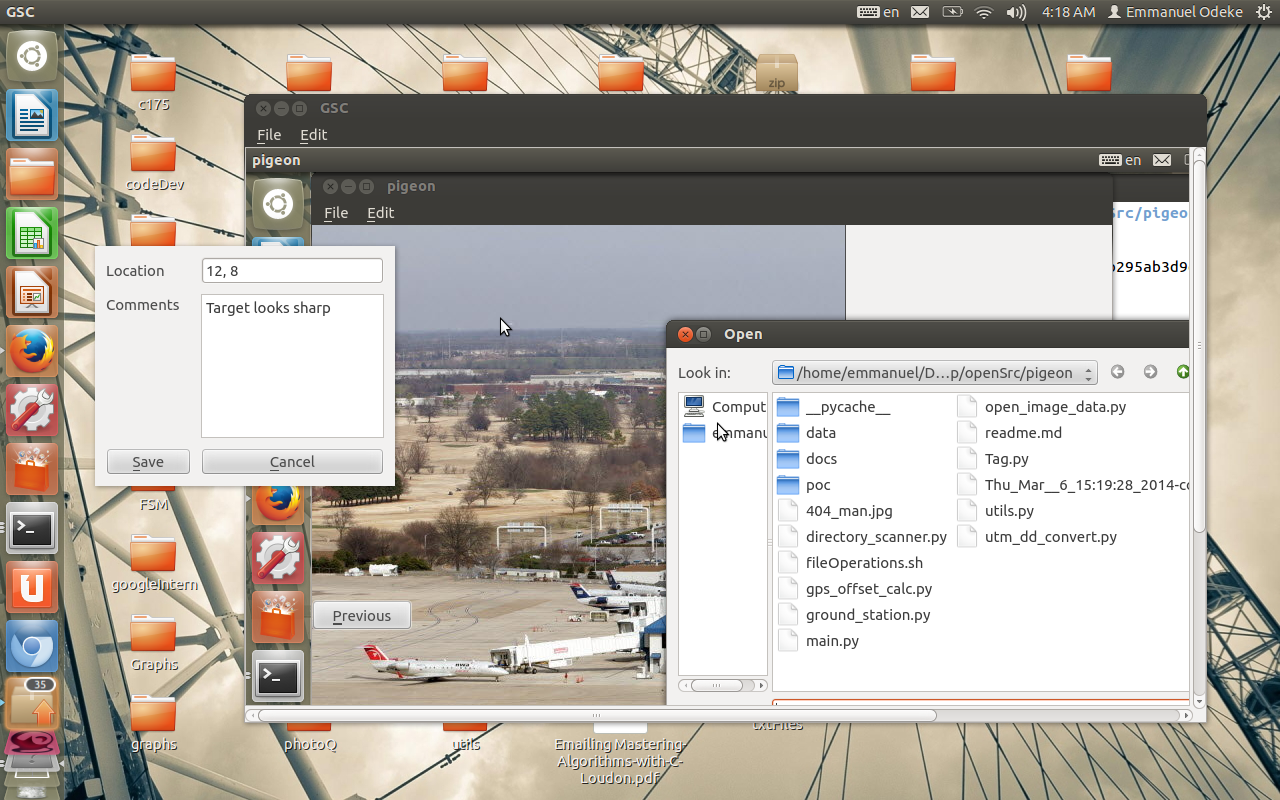 GSC
en
4:18 AM
Emmanuel Odeke
zip
c175
codeDev
GSC
File Edit
pigeon
en
pigeon
File Edit
Src/pigeo
295ab3d9
Location
12, 8
Comments
Target looks sharp
Save
Cancel
Open
Look in:
/home/emmanuel/D...p/openSrc/pigeon
Comput
emmanu
__pycache__
data
docs
poc
404_man.jpg
directory_scanner.py
fileOperations.sh
gps_offset_calc.py
ground_station.py
main.py
open_image_data.py
readme.md
Tag.py
Thu_Mar__6_15:19:28_2014-c
utils.py
utm_dd_convert.py
Previous
FSM
googleIntern
Graphs
35
graphs
photoQ
utils
Emailing Mastering-
Algorithms-with-C-
Loudon.pdf
txtFiles